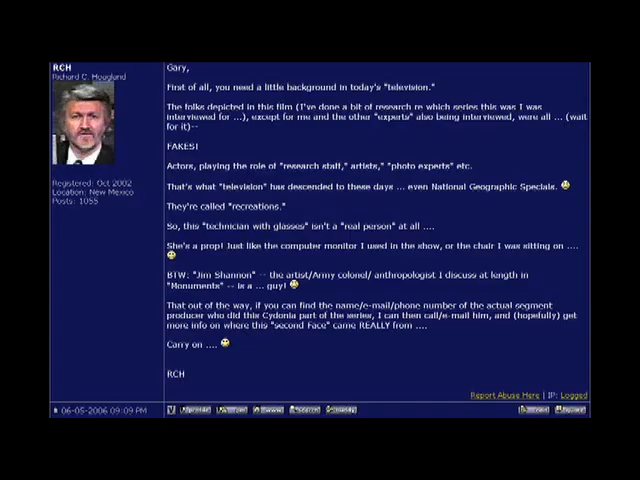 RCH
Richard C. Hoagland
Registered: Oct 2002
Location: New Mexico
Posts: 1055
Gary,
First of all, you need a little background in today's "television."
The folks depicted in this film (I've done a bit of research re which series this was I was
interviewed for ...), except for me and the other "experts" also being interviewed, were all ... (wait
for it)--
FAKES!
Actors, playing the role of "research staff," artists," "photo experts" etc.
That's what "television" has descended to these days ... even National Geographic Specials.
They're called "recreations."
So, this "technician with glasses" isn't a "real person" at all ....
She's a prop! Just like the computer monitor I used in the show, or the chair I was sitting on ....
BTW: "Jim Shannon" -- the artist/Army colonel/ anthropologist I discuss at length in
"Monuments" -- is a ... guy!
That out of the way, if you can find the name/e-mail/phone number of the actual segment
producer who did this Cydonia part of the series, I can then call/e-mail him, and (hopefully) get
more info on where this "second Face" came REALLY from ....
Carry on ....
RCH
Report Abuse Here | IP: Logged
06-05-2006 09:09 PM